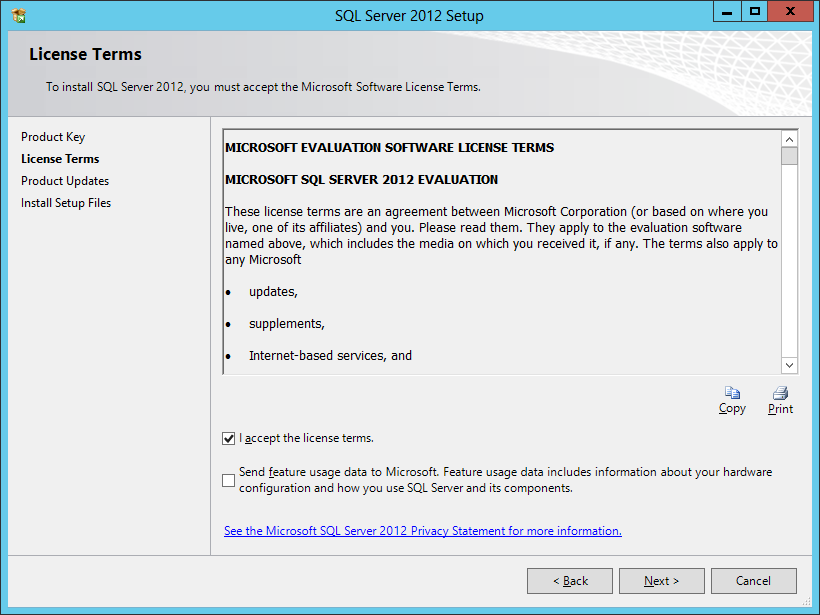 SQL Server 2012 Setup
License Terms
To install SQL Server 2012, you must accept the Microsoft Software License Terms.
Product Key
License Terms
Product Updates
Install Setup Files
MICROSOFT EVALUATION SOFTWARE LICENSE TERMS
MICROSOFT SQL SERVER 2012 EVALUATION
These license terms are an agreement between Microsoft Corporation (or based on where you
live, one of its affiliates) and you. Please read them. They apply to the evaluation software
named above, which includes the media on which you received it, if any. The terms also apply to
any Microsoft
• updates,
• supplements,
• Internet-based services, and
Copy
Print
I accept the license terms.
Send feature usage data to Microsoft. Feature usage data includes information about your hardware
configuration and how you use SQL Server and its components.
See the Microsoft SQL Server 2012 Privacy Statement for more information.
< Back
Next >
Cancel